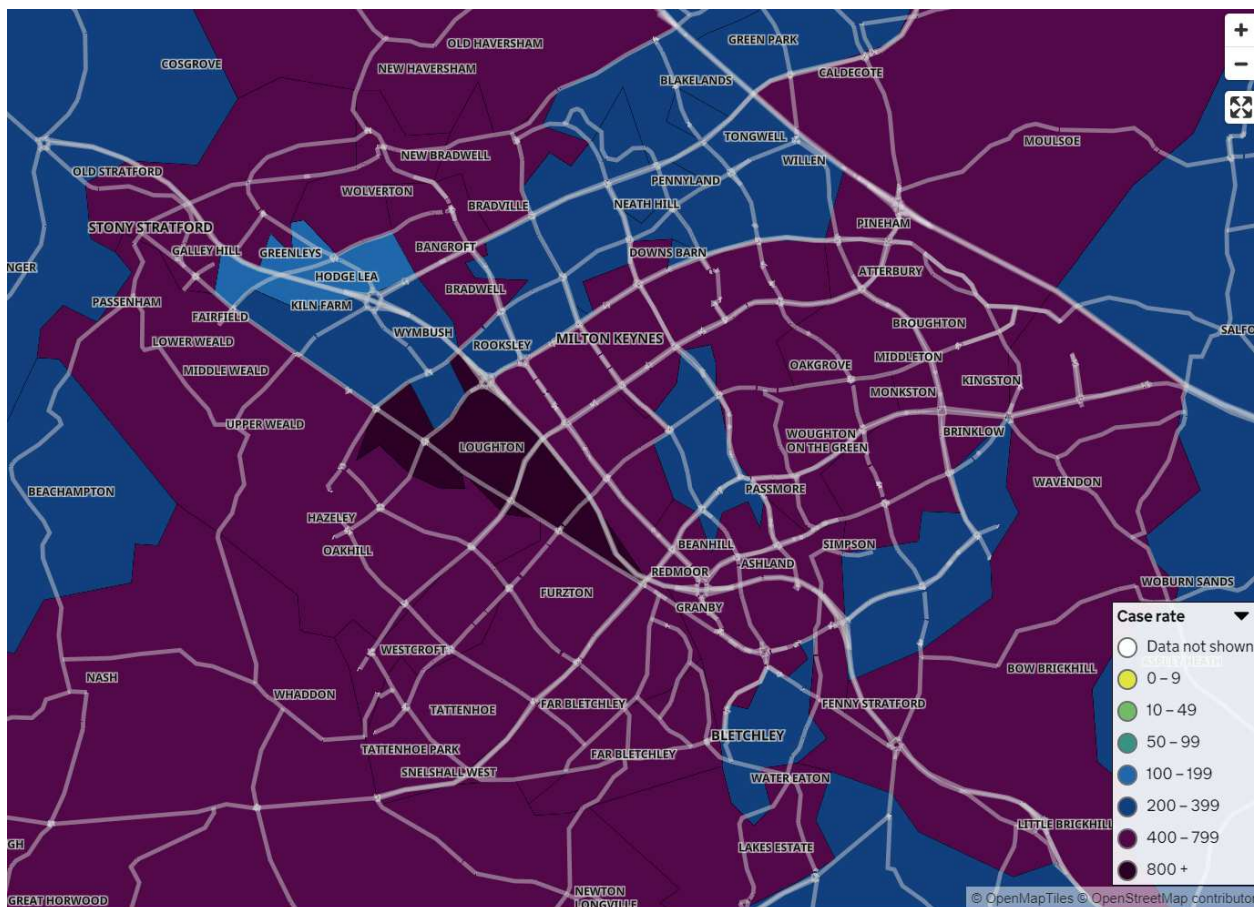 GREEN PARK
OLD HAVERSHAM
COSGROVE
NEW HAVERSHAM
CALDECOTE
BLAKELANDS
TONGWELL
MOULSOE
NEW BRADWELL
WILLEN
OLD STRATFORD
PENNYLAND
WOLVERTON
BRADVILLE
NEATH HILL
PINEHAM
STONY STRATFORD
BANCROFT
GALLEY HILL
GREENLEYS
DOWNS BARN
NGER
HODGE LEA
ATTERBURY
BRADWELL
PASSENHAM
KILN FARM
FAIRFIELD
BROUGHTON
WYMBUSH
SALFO
LOWER WEALD
ROOKSLEY
MILTON KEYNES
MIDDLETON
OAKGROVE
MIDDLE WEALD
KINGSTON
MONKSTON
UPPER WEALD
WOUGHTON
ON THE GREEN
BRINKLOW
LOUGHTON
WAVENDON
BEACHAMPTON
PASSMORE
HAZELEY
BEANHILL
SIMPSON
OAKHILL
ASHLAND
REDMOOR
WOBURN SANDS
FURZTON
GRANBY
WESTCROFT
BOW BRICKHILL
NASH
WHADDON
FAR BLETCHLEY
FENNY STRATFORD
TATTENHOE
BLETCHLEY
TATTENHOE PARK
FAR BLETCHLEY
SNELSHALL WEST
WATER EATON
LITTLE BRICKHILL
GH
LAKES ESTATE
NEWTON
LONGVILLE
GREAT HORWOOD
+
−
Case rate
Data not shown
0 – 9
10 – 49
50 – 99
100 – 199
200 – 399
400 – 799
800 +
© OpenMapTiles © OpenStreetMap contributo